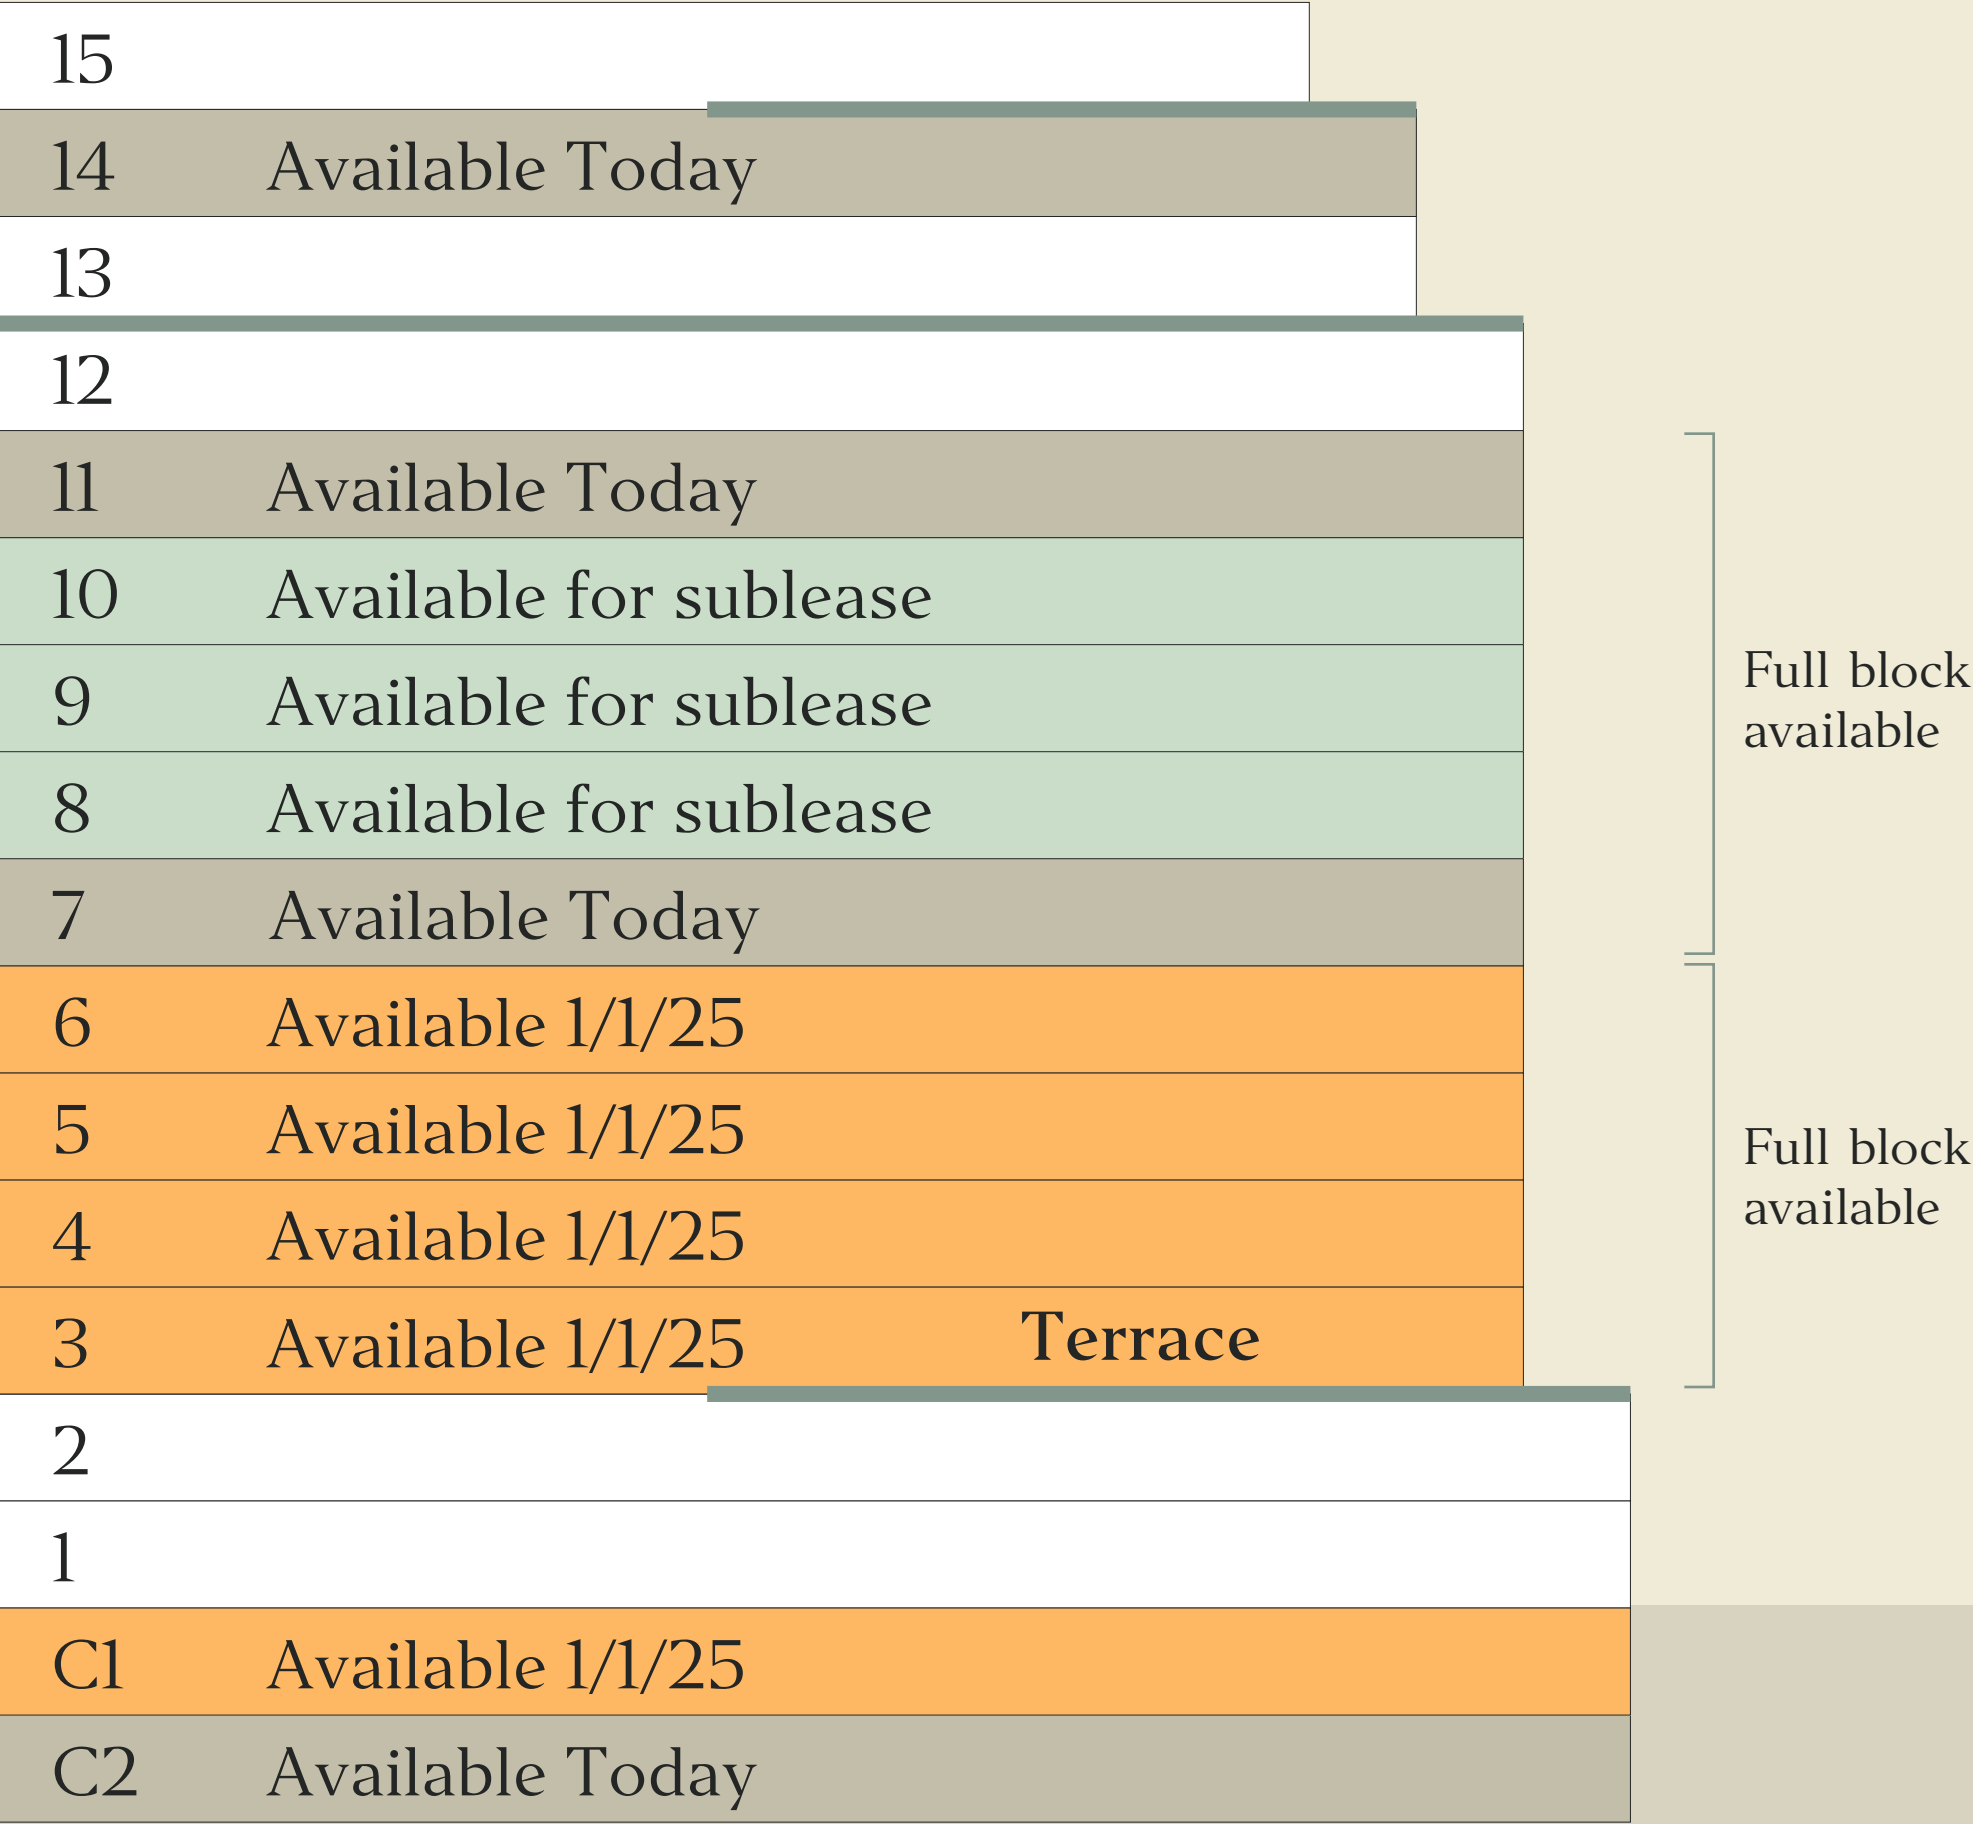 15
14 Available Today
13
12
11 Available Today
10 Available for sublease
9 Available for sublease
Full block
available
8 Available for sublease
7 Available Today
6 Available 1/1/25
5 Available 1/1/25
Full block
available
4 Available 1/1/25
3 Available 1/1/25 Terrace
2
1
C1 Available 1/1/25
C2 Available Today